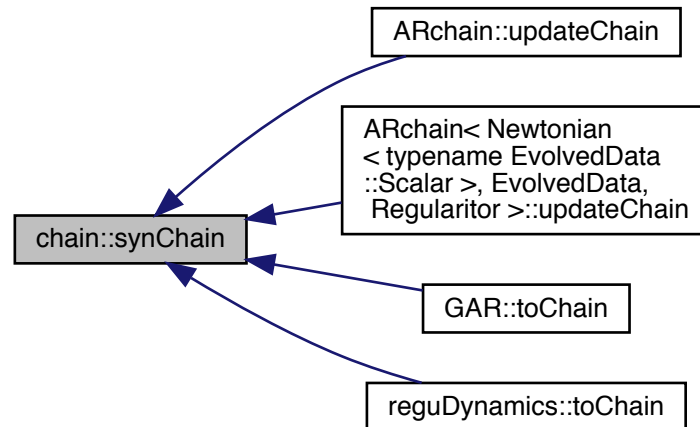 ARchain::updateChain
ARchain< Newtonian
< typename EvolvedData
::Scalar >, EvolvedData,
Regularitor >::updateChain
chain::synChain
GAR::toChain
reguDynamics::toChain